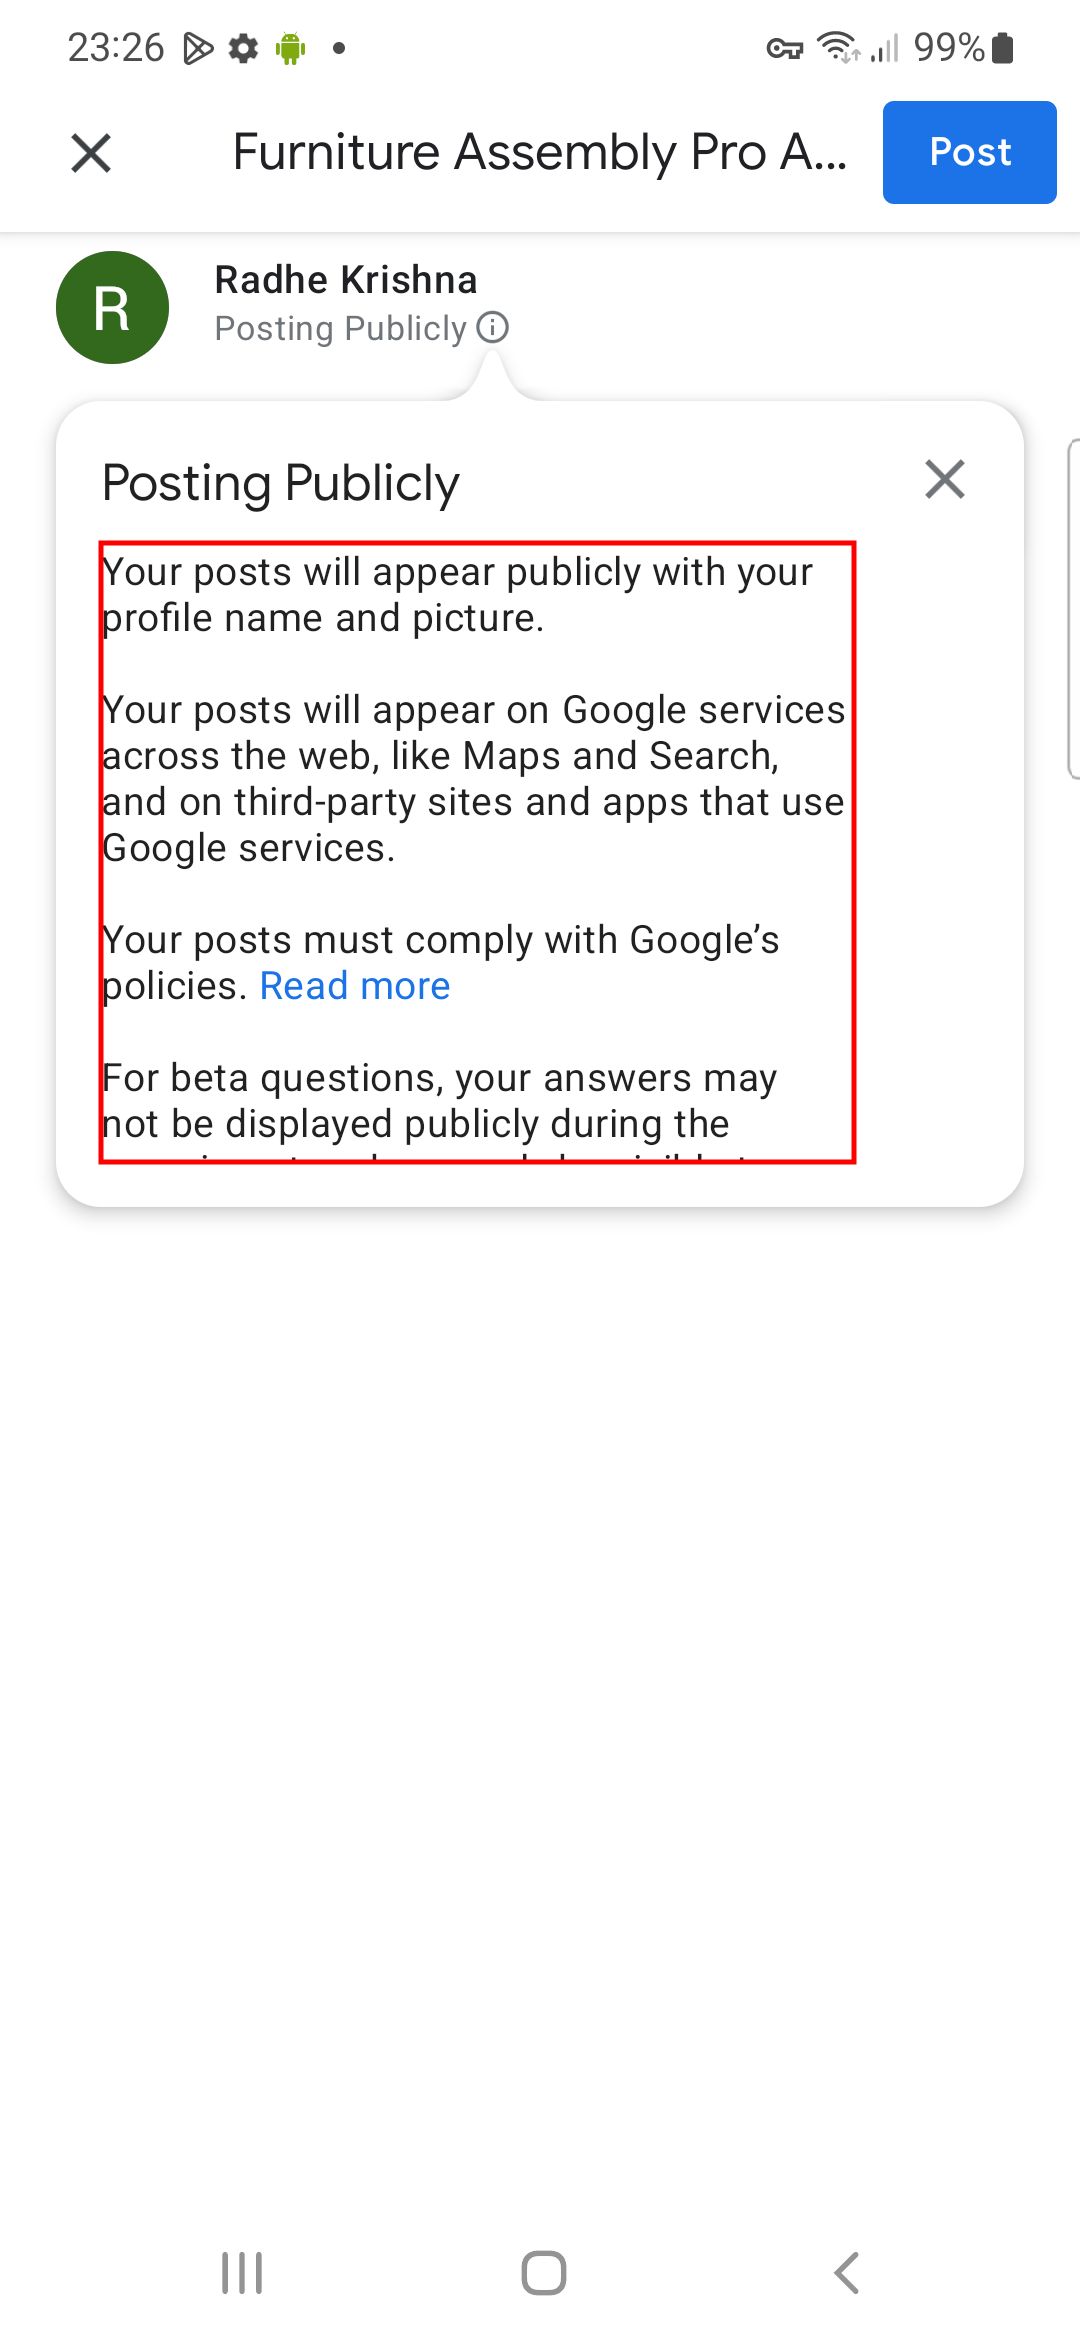 23:26
99%
Furniture Assembly Pro A...
Post
R
Radhe Krishna
Posting Publicly
Posting Publicly
Your posts will appear publicly with your
profile name and picture.
Your posts will appear on Google services
across the web, like Maps and Search,
and on third-party sites and apps that use
Google services.
Your posts must comply with Google’s
policies. Read more
For beta questions, your answers may
not be displayed publicly during the